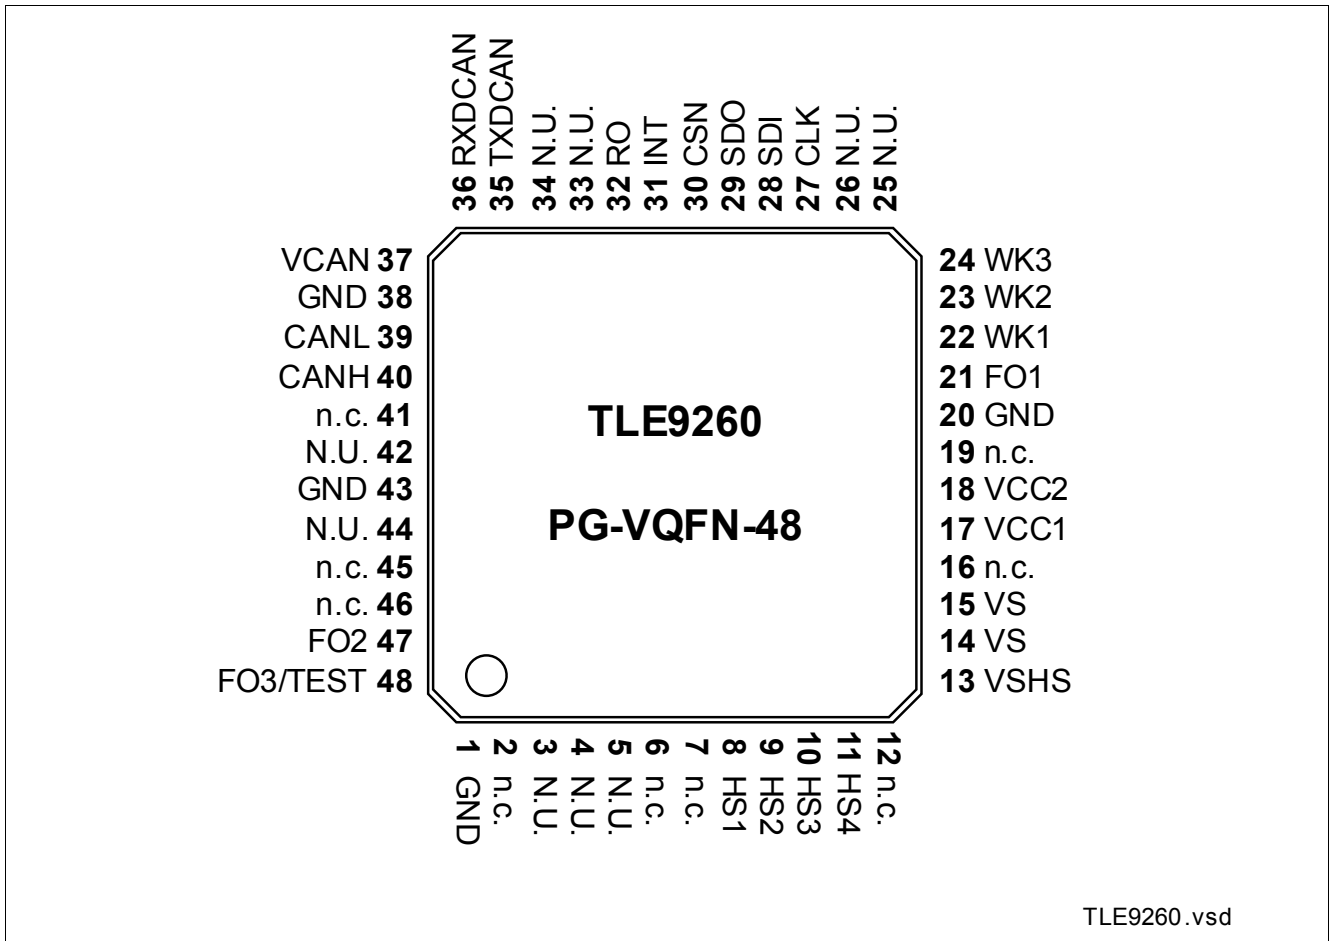 36 RXDCAN
35 TXDCAN
34 N.U.
33 N.U.
32 RO
31 INT
30 CSN
29 SDO
28 SDI
27 CLK
26 N.U.
25 N.U.
VCAN 37
GND 38
CANL 39
CANH 40
n.c. 41
N.U. 42
GND 43
N.U. 44
n.c. 45
n.c. 46
FO2 47
FO3/TEST 48
TLE9260
PG-VQFN-48
24 WK3
23 WK2
22 WK1
21 FO1
20 GND
19 n.c.
18 VCC2
17 VCC1
16 n.c.
15 VS
14 VS
13 VSHS
1 GND
2 n.c.
3 N.U.
4 N.U.
5 N.U.
6 n.c.
7 n.c.
8 HS1
9 HS2
10 HS3
11 HS4
12 n.c.
TLE9260.vsd